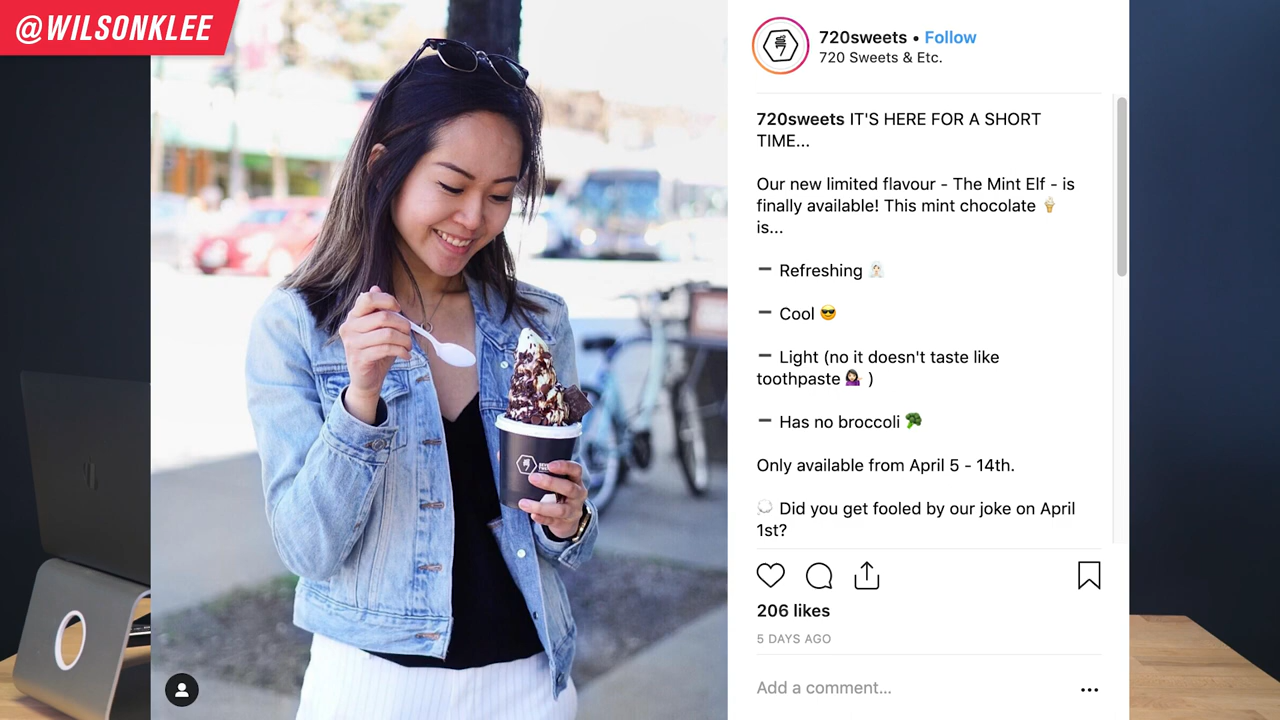 @WILSONKLEE
720sweets • Follow
720 Sweets & Etc.
720sweets IT'S HERE FOR A SHORT
TIME...
Our new limited flavour - The Mint Elf - is
finally available! This mint chocolate 🍦
is...
➖ Refreshing 🧖🏻
➖ Cool 😎
➖ Light (no it doesn't taste like
toothpaste 💁🏻‍♀️ )
➖ Has no broccoli 🥦
Only available from April 5 - 14th.
💭 Did you get fooled by our joke on April
1st?
206 likes
5 DAYS AGO
Add a comment...